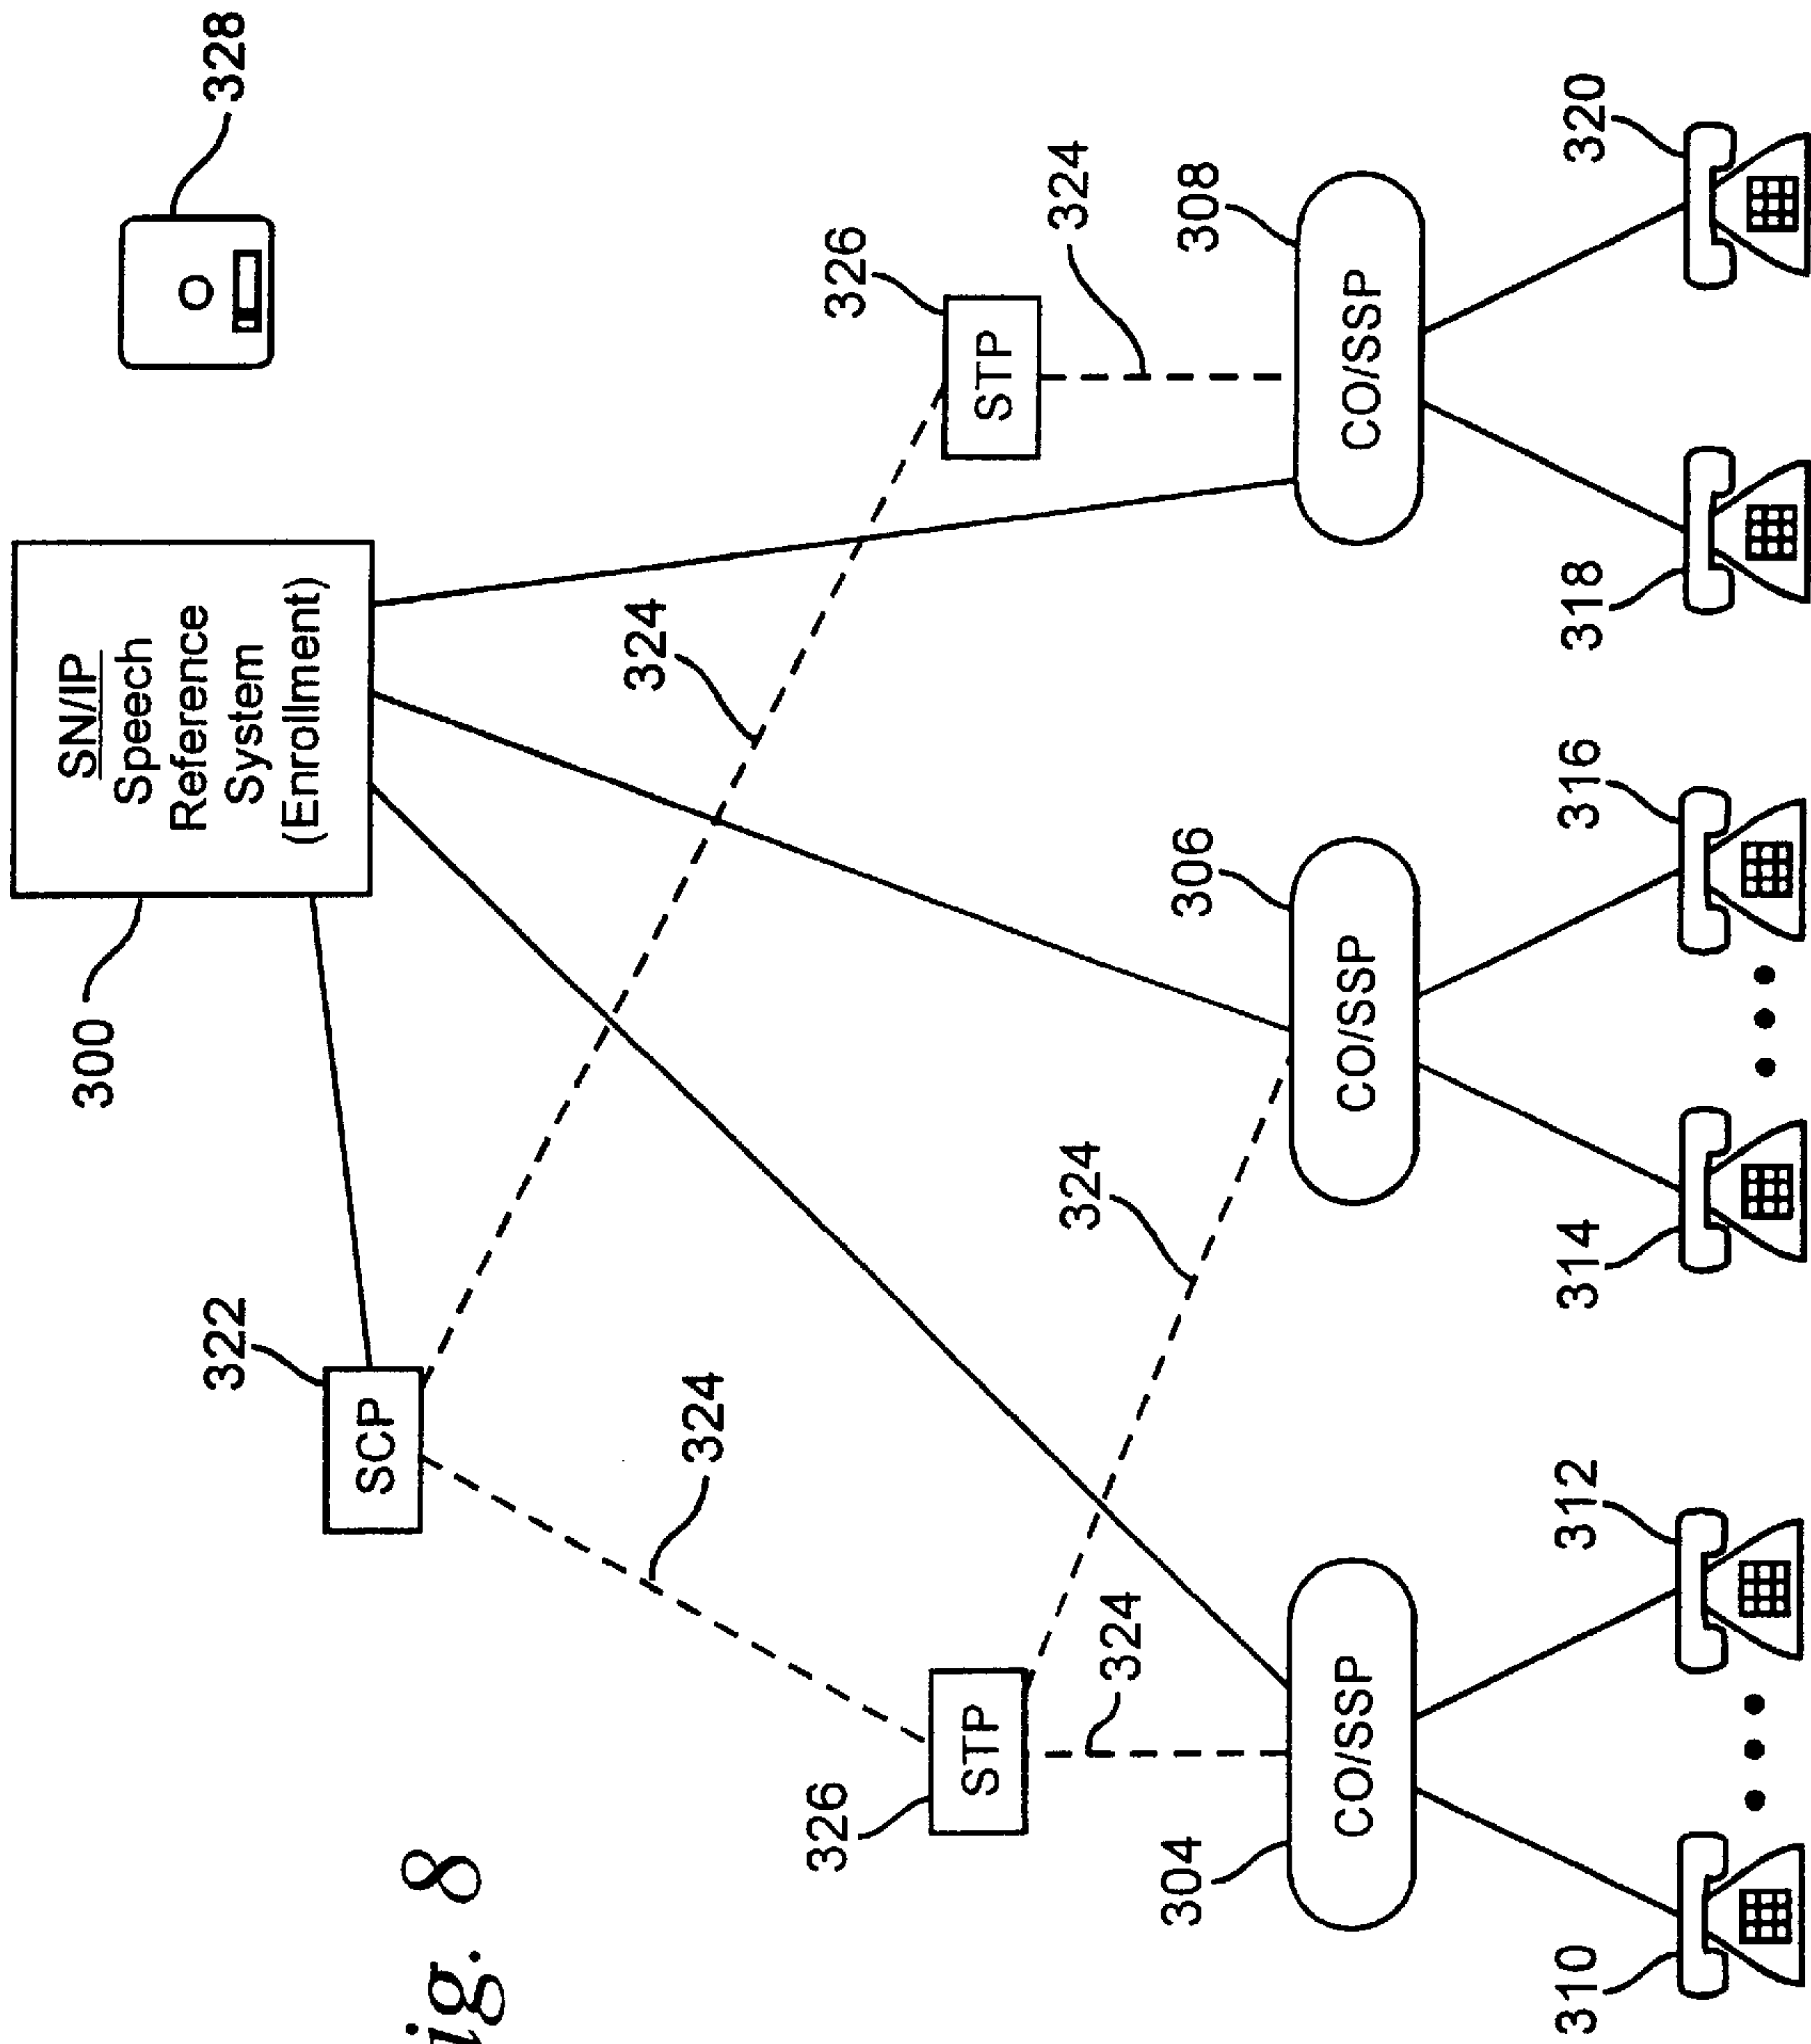 SN/IP
Speech
Reference
System
(Enrollment)
300
328
322
SCP
324
324
326
STP
324
326
STP
324
324
304
CO/SSP
306
CO/SSP
308
CO/SSP
310
312
314
316
318
320
ig. 8